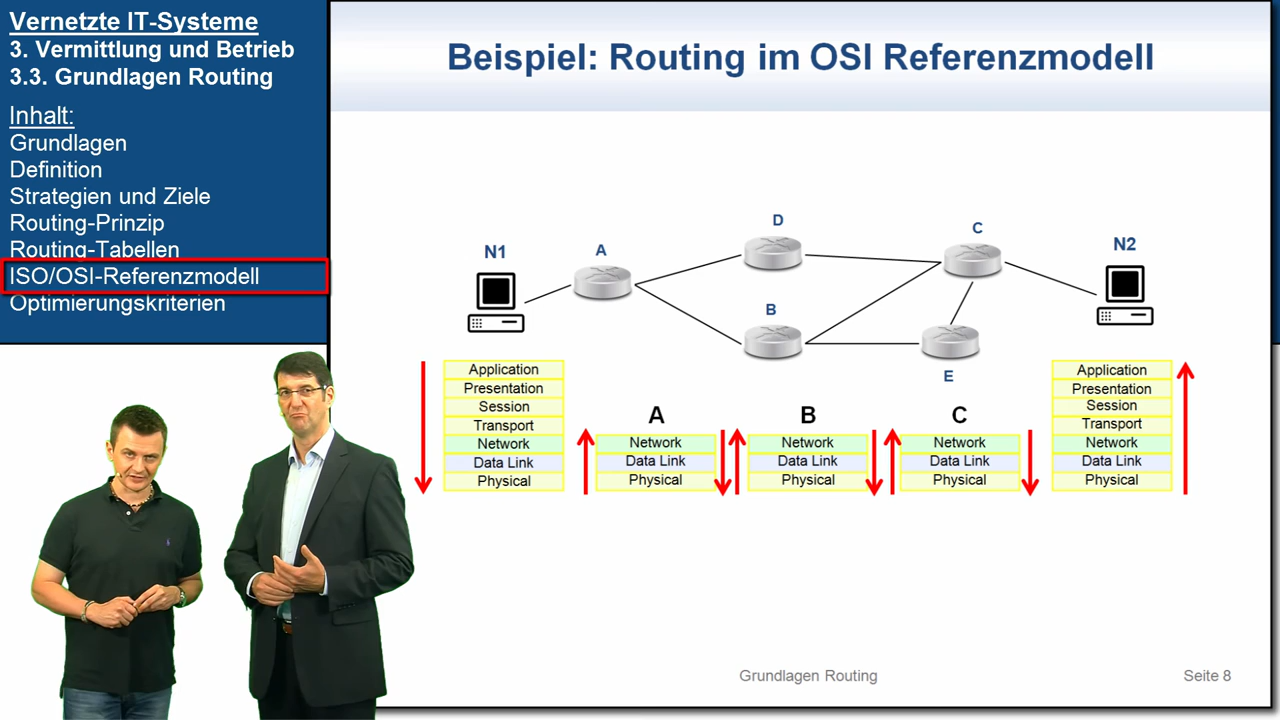 Vernetzte IT-Systeme
3. Vermittlung und Betrieb
3.3. Grundlagen Routing
Inhalt:
Grundlagen
Definition
Strategien und Ziele
Routing-Prinzip
Routing-Tabellen
ISO/OSI-Referenzmodell
Optimierungskriterien
Beispiel: Routing im OSI Referenzmodell
N1
A
D
B
C
E
N2
Application
Presentation
Session
Transport
Network
Data Link
Physical
A
Network
Data Link
Physical
B
Network
Data Link
Physical
C
Network
Data Link
Physical
Application
Presentation
Session
Transport
Network
Data Link
Physical
Grundlagen Routing
Seite 8